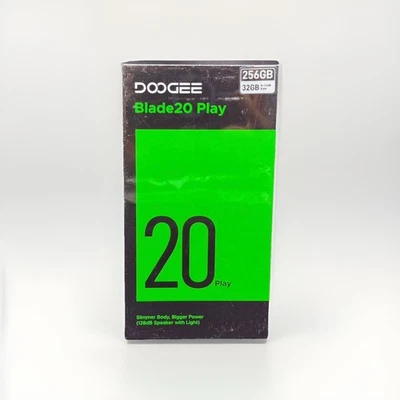 DOOGEE
256GB
32GB
Blade20 Play
20
Play
Slimmer Body, Bigger Power
(128dB Speaker with Light)